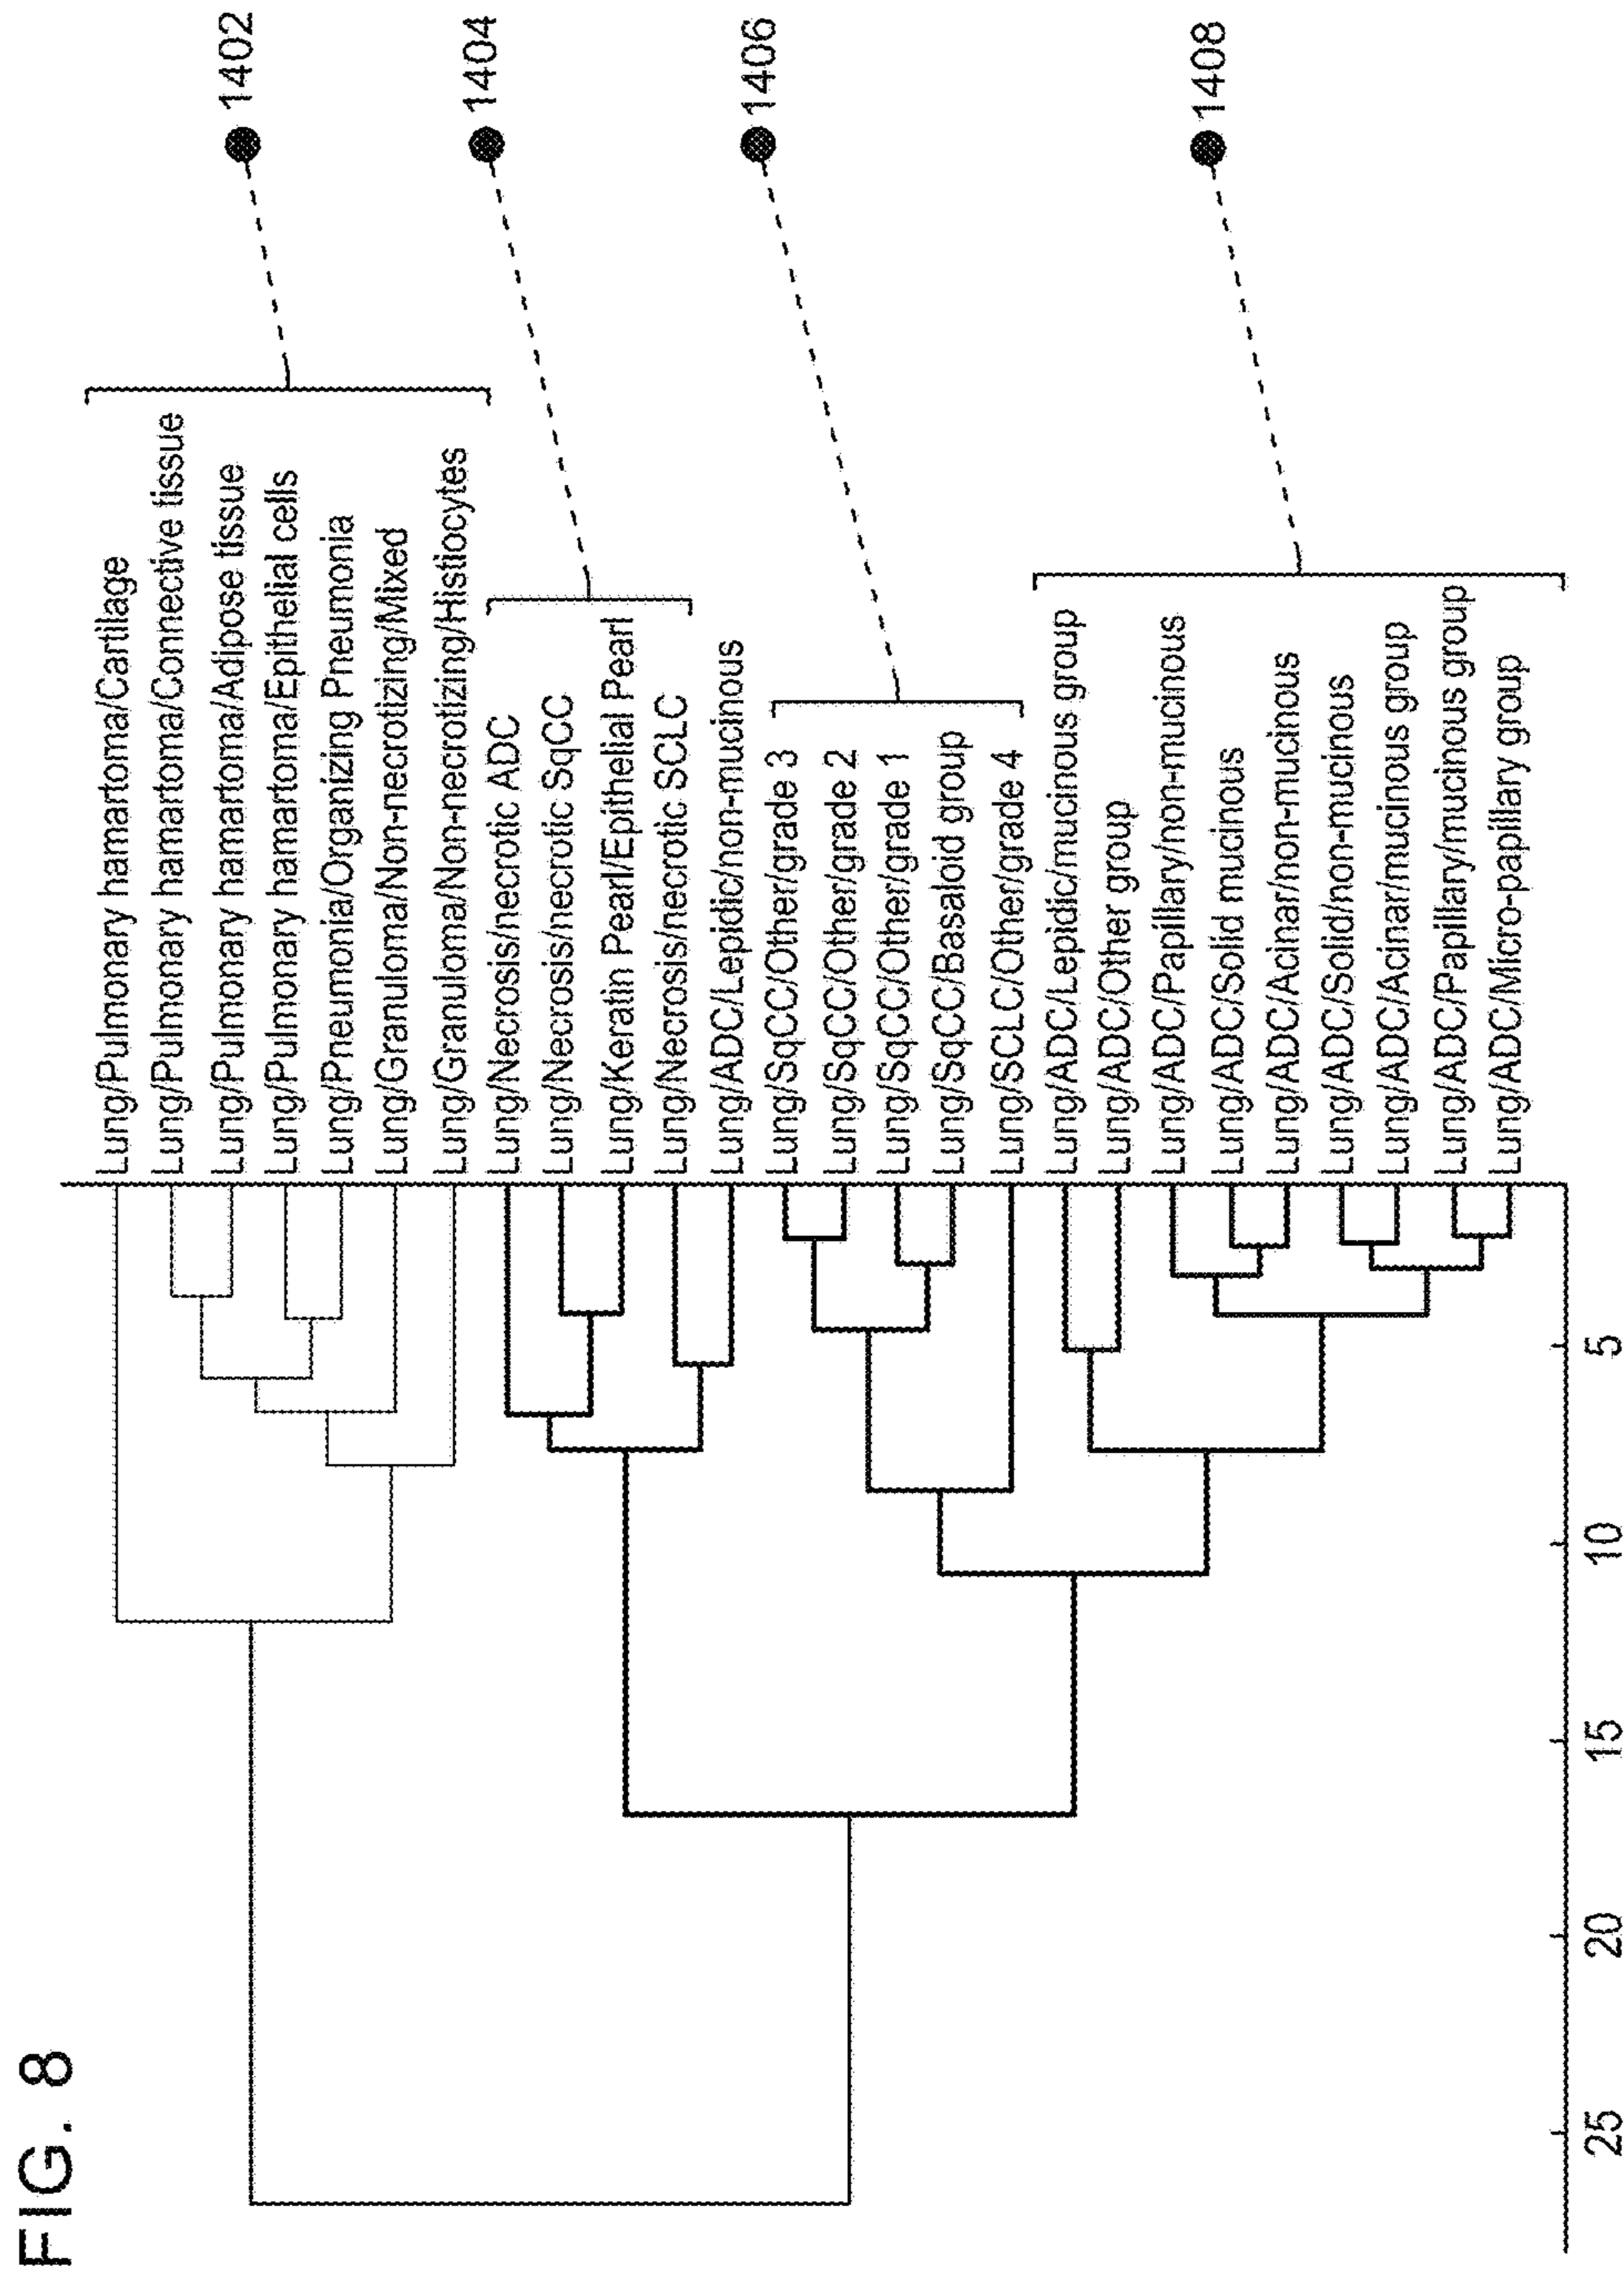 FIG. 8
Lung/Pulmonary hamartoma/Cartilage
Lung/Pulmonary hamartoma/Connective tissue
Lung/Pulmonary hamartoma/Adipose tissue
Lung/Pulmonary hamartoma/Epithelial cells
Lung/Pneumonia/Organizing Pneumonia
Lung/Granuloma/Non-necrotizing/Mixed
Lung/Granuloma/Non-necrotizing/Histiocytes
Lung/Necrosis/necrotic ADC
Lung/Necrosis/necrotic SqCC
Lung/Keratin Pearl/Epithelial Pearl
Lung/Necrosis/necrotic SCLC
Lung/ADC/Lepidic/non-mucinous
Lung/SqCC/Other/grade 3
Lung/SqCC/Other/grade 2
Lung/SqCC/Other/grade 1
Lung/SqCC/Basaloid group
Lung/SCLC/Other/grade 4
Lung/ADC/Lepidic/mucinous group
Lung/ADC/Other group
Lung/ADC/Papillary/non-mucinous
Lung/ADC/Solid mucinous
Lung/ADC/Acinar/non-mucinous
Lung/ADC/Solid/non-mucinous
Lung/ADC/Acinar/mucinous group
Lung/ADC/Papillary/mucinous group
Lung/ADC/Micro-papillary group
1402
1404
1406
1408
25 20 15 10 5